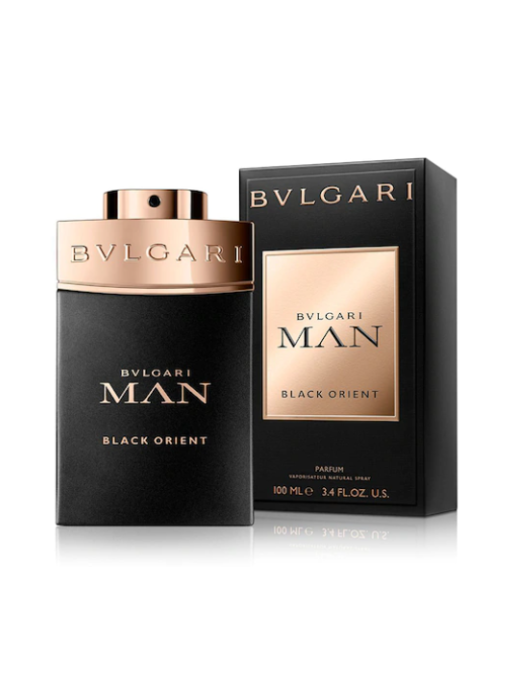 BVLGARI
BVLGARI
MAN
BLACK ORIENT
BVLGARI
BVLGARI
MAN
BLACK ORIENT
PARFUM
VAPORISATEUR NATURAL SPRAY
100 ML e 3.4 FL.OZ. U.S.